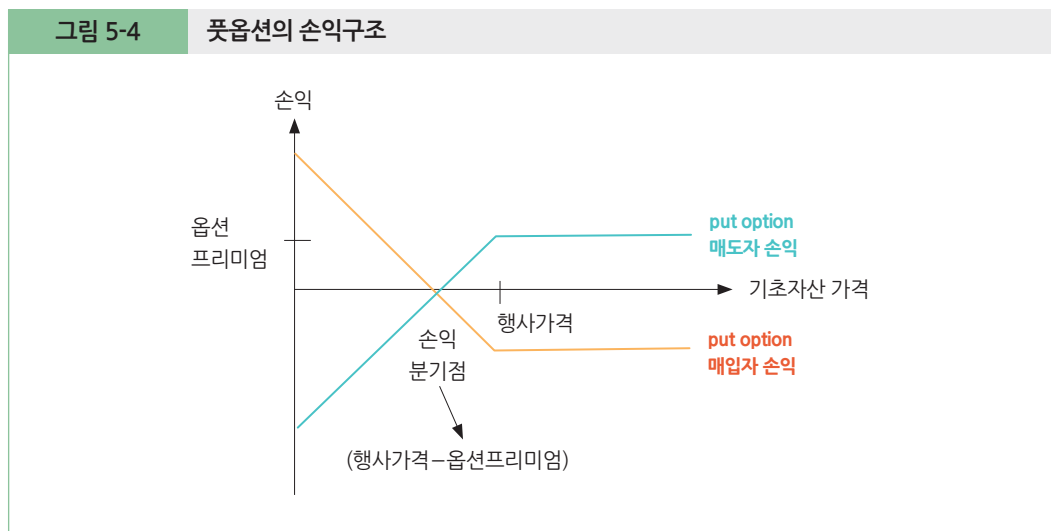 그림 5-4
풋옵션의 손익구조
손익
옵션
프리미엄
put option
매도자 손익
기초자산 가격
행사가격
손익
분기점
put option
매입자 손익
(행사가격−옵션프리미엄)